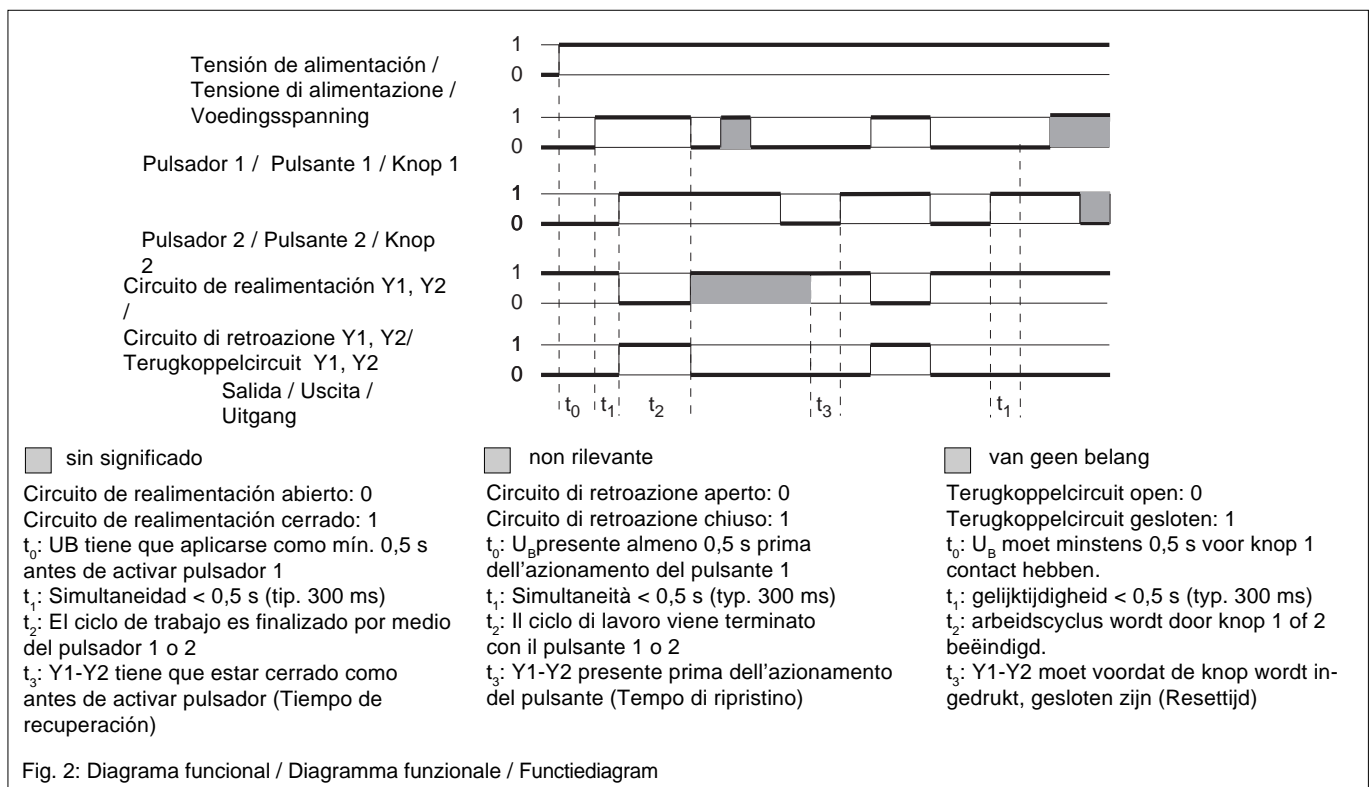 Tensión de alimentación /
Tensione di alimentazione /
Voedingsspanning
1
0
Pulsador 1 / Pulsante 1 / Knop 1
1
0
Pulsador 2 / Pulsante 2 / Knop
2
1
0
Circuito de realimentación Y1, Y2
/
Circuito di retroazione Y1, Y2/
Terugkoppelcircuit Y1, Y2
1
0
Salida / Uscita /
Uitgang
1
0
t0 t1 t2 t3 t1
sin significado
Circuito de realimentación abierto: 0
Circuito de realimentación cerrado: 1
t0: UB tiene que aplicarse como mín. 0,5 s
antes de activar pulsador 1
t1: Simultaneidad < 0,5 s (tip. 300 ms)
t2: El ciclo de trabajo es finalizado por medio
del pulsador 1 o 2
t3: Y1-Y2 tiene que estar cerrado como
antes de activar pulsador (Tiempo de
recuperación)
non rilevante
Circuito di retroazione aperto: 0
Circuito di retroazione chiuso: 1
t0: UBpresente almeno 0,5 s prima
dell'azionamento del pulsante 1
t1: Simultaneità < 0,5 s (typ. 300 ms)
t2: Il ciclo di lavoro viene terminato
con il pulsante 1 o 2
t3: Y1-Y2 presente prima dell'azionamento
del pulsante (Tempo di ripristino)
van geen belang
Terugkoppelcircuit open: 0
Terugkoppelcircuit gesloten: 1
t0: UB moet minstens 0,5 s voor knop 1
contact hebben.
t1: gelijktijdigheid < 0,5 s (typ. 300 ms)
t2: arbeidscyclus wordt door knop 1 of 2
beëindigd.
t3: Y1-Y2 moet voordat de knop wordt in-
gedrukt, gesloten zijn (Resettijd)
Fig. 2: Diagrama funcional / Diagramma funzionale / Functiediagram